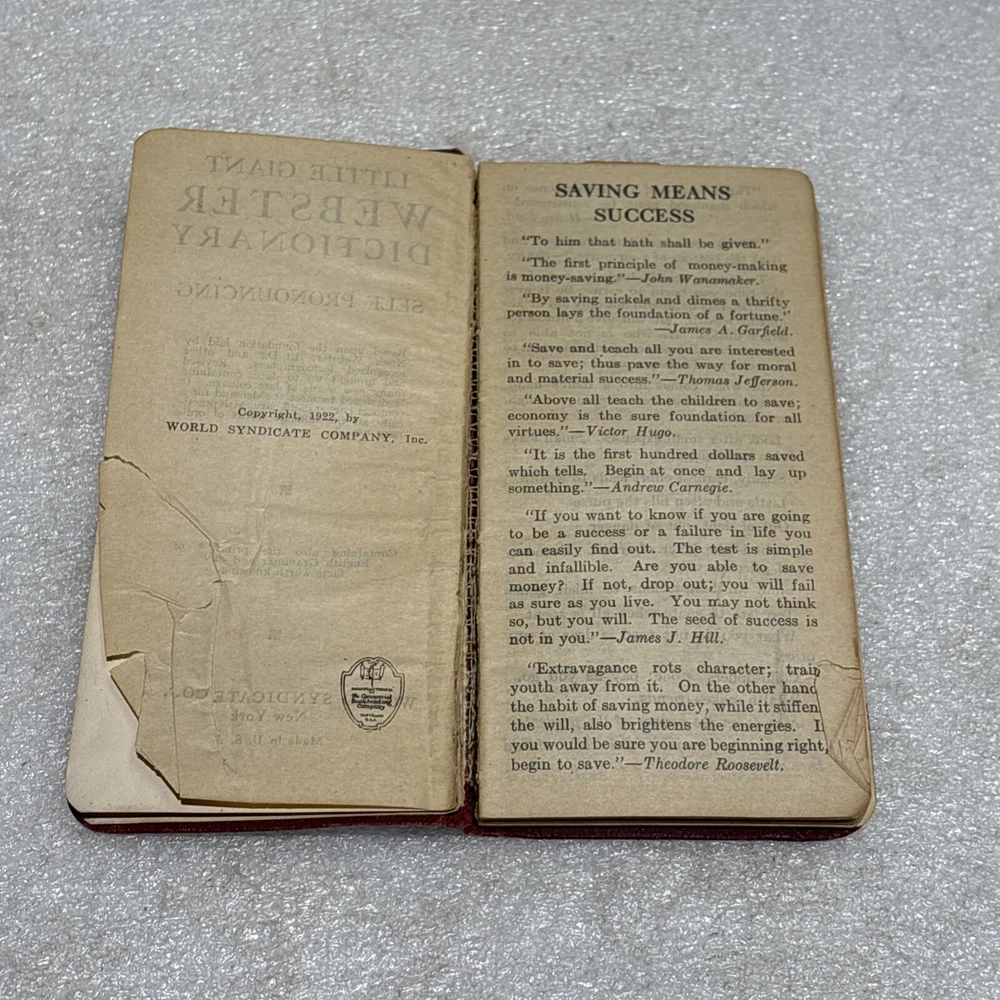 LITTLE GIANT
WEBSTER
DICTIONARY
SELF PRONOUNCING
Copyright, 1922, by
WORLD SYNDICATE COMPANY, Inc.
SYNDICATE CO.
New York
Made in U. S. A.
SAVING MEANS
SUCCESS
"To him that hath shall be given."
"The first principle of money-making
is money-saving."—John Wanamaker.
"By saving nickels and dimes a thrifty
person lays the foundation of a fortune."
—James A. Garfield.
"Save and teach all you are interested
in to save; thus pave the way for moral
and material success."—Thomas Jefferson.
"Above all teach the children to save;
economy is the sure foundation for all
virtues."—Victor Hugo.
"It is the first hundred dollars saved
which tells. Begin at once and lay up
something."—Andrew Carnegie.
"If you want to know if you are going
to be a success or a failure in life you
can easily find out. The test is simple
and infallible. Are you able to save
money? If not, drop out; you will fail
as sure as you live. You may not think
so, but you will. The seed of success is
not in you."—James J. Hill.
"Extravagance rots character; train
youth away from it. On the other hand
the habit of saving money, while it stiffen
the will, also brightens the energies. I
you would be sure you are beginning right,
begin to save."—Theodore Roosevelt.